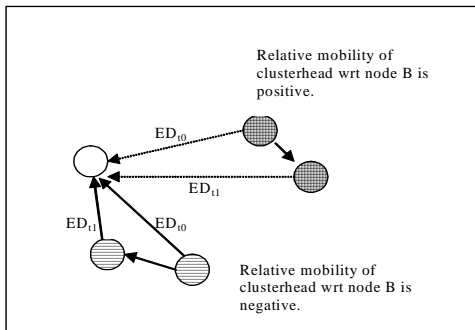 Relative mobility of
clusterhead wrt node B is
positive.
ED_t0
ED_t1
ED_t1
ED_t0
Relative mobility of
clusterhead wrt node B is
negative.